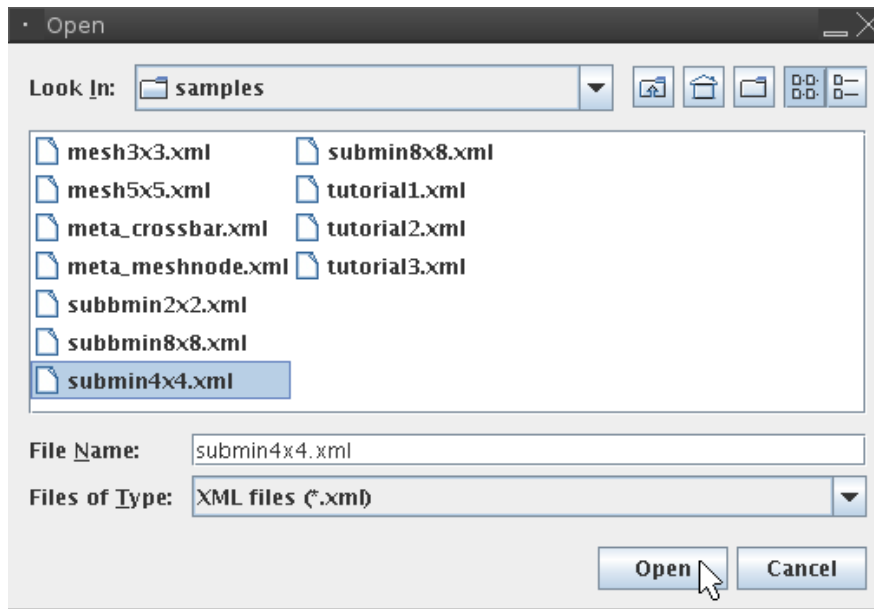 Open
Look In: samples
mesh3x3.xml
mesh5x5.xml
meta_crossbar.xml
meta_meshnode.xml
subbmin2x2.xml
subbmin8x8.xml
submin4x4.xml
submin8x8.xml
tutorial1.xml
tutorial2.xml
tutorial3.xml
File Name: submin4x4.xml
Files of Type: XML files (*.xml)
Open Cancel